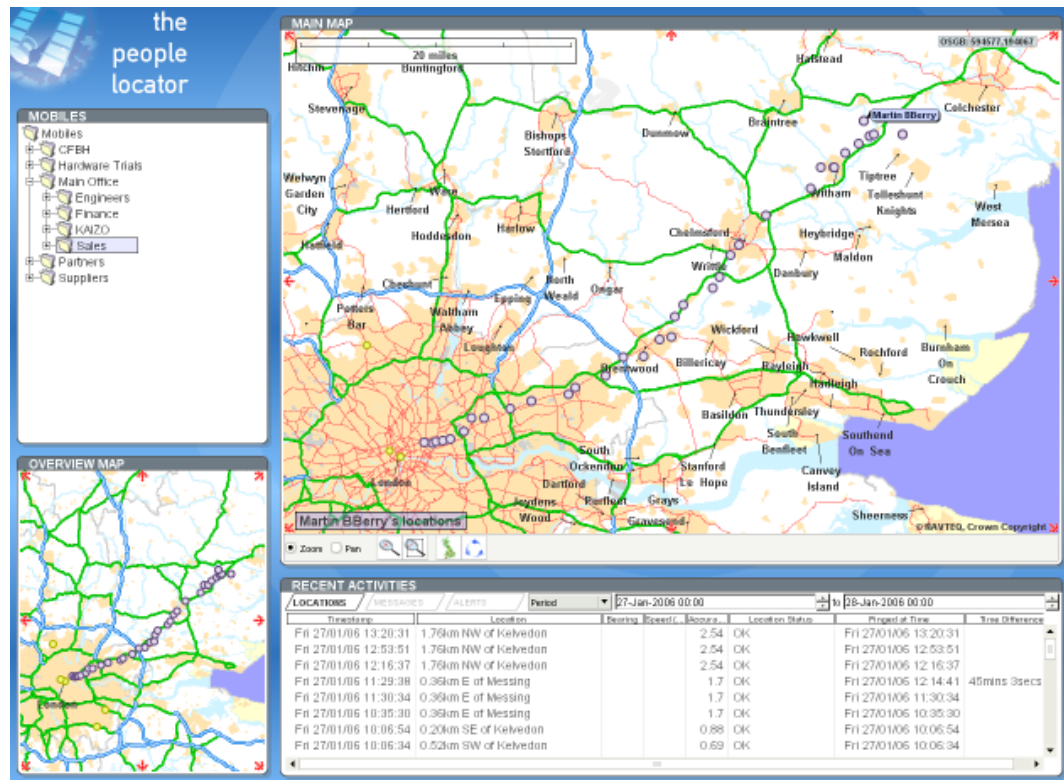 the
people
locator
MOBILES
Mobiles
CFBH
Hardware Trials
Main Office
Engineers
Finance
KAIZO
Sales
Partners
Suppliers
OVERVIEW MAP
London
MAIN MAP
20 miles
OSGB: 594577,194067
Hitchin
Buntingford
Halstead
Stevenage
Colchester
Martin BBerry
Braintree
Bishops
Stortford
Dunmow
Tiptree
Welwyn
Garden
City
Ware
Witham
Tolleshunt
Knights
West
Mersea
Hertford
Hoddesdon
Harlow
Chelmsford
Heybridge
Hatfield
Maldon
Writtle
Danbury
Cheshunt
Epping
North
Weald
Ongar
Potters
Bar
Waltham
Abbey
Loughton
Wickford
Hawkwell
Rochford
Burnham
On
Crouch
Billericay
Brentwood
Rayleigh
Hadleigh
Basildon
Thundersley
South
Benfleet
Southend
On Sea
South
Ockendon
Stanford
Le Hope
Canvey
Island
London
Dartford
Purfleet
Grays
Joydens
Wood
Gravesend
Sheerness
Martin BBerry's locations
© NAVTEQ, Crown Copyright
Zoom Pan
RECENT ACTIVITIES
LOCATIONS MESSAGES ALERTS Period 27-Jan-2006 00:00 to 28-Jan-2006 00:00
Timestamp Location Bearing Speed (... Accura... Location Status Pinged at Time Time Difference
Fri 27/01/06 13:20:31 1.76km NW of Kelvedon 2.54 OK Fri 27/01/06 13:20:31
Fri 27/01/06 12:53:51 1.76km NW of Kelvedon 2.54 OK Fri 27/01/06 12:53:51
Fri 27/01/06 12:16:37 1.76km NW of Kelvedon 2.54 OK Fri 27/01/06 12:16:37
Fri 27/01/06 11:29:38 0.36km E of Messing 1.7 OK Fri 27/01/06 12:14:41 45mins 3secs
Fri 27/01/06 11:30:34 0.36km E of Messing 1.7 OK Fri 27/01/06 11:30:34
Fri 27/01/06 10:35:30 0.36km E of Messing 1.7 OK Fri 27/01/06 10:35:30
Fri 27/01/06 10:06:54 0.20km SE of Kelvedon 0.88 OK Fri 27/01/06 10:06:54
Fri 27/01/06 10:06:34 0.52km SW of Kelvedon 0.69 OK Fri 27/01/06 10:06:34